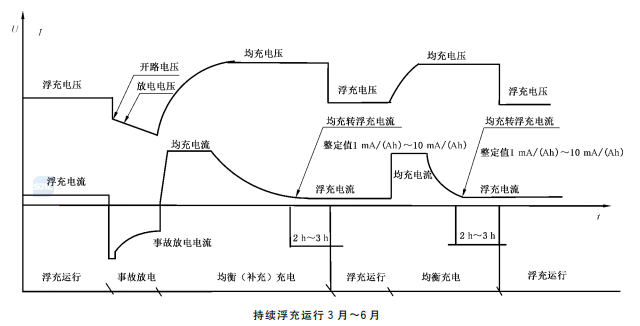 U
I
开路电压
均充电压
均充电压
浮充电压
放电电压
浮充电压
浮充电压
均充电流
均充转浮充电流
整定值1 mA/(Ah)～10 mA/(Ah)
均充转浮充电流
整定值1 mA/(Ah)～10 mA/(Ah)
浮充电流
均充电流
浮充电流
浮充电流
t
事故放电电流
2 h～3 h
2 h～3 h
浮充运行
事故放电
均衡（补充）充电
浮充运行
均衡充电
浮充运行
持续浮充运行3月～6月